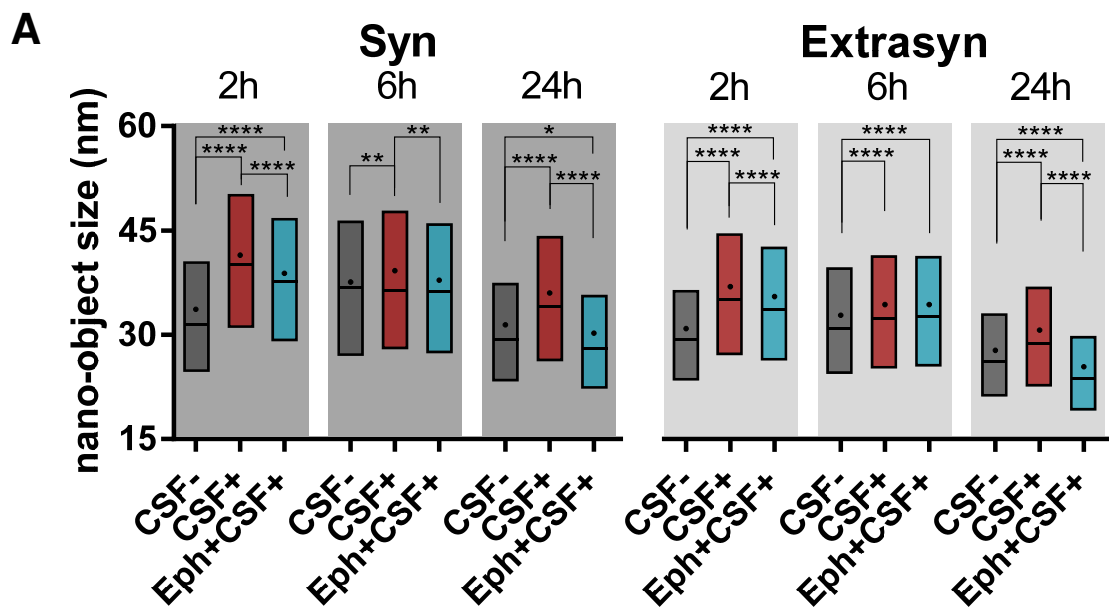 A
Syn Extrasyn
2h 6h 24h 2h 6h 24h
nano-object size (nm)
60
45
30
15
**** ** * **** **** ****
**** **** ** **** **** **** **** **** **** ****
CSF- CSF+ Eph+CSF+ CSF- CSF+ Eph+CSF+ CSF- CSF+ Eph+CSF+ CSF- CSF+ Eph+CSF+ CSF- CSF+ Eph+CSF+ CSF- CSF+ Eph+CSF+